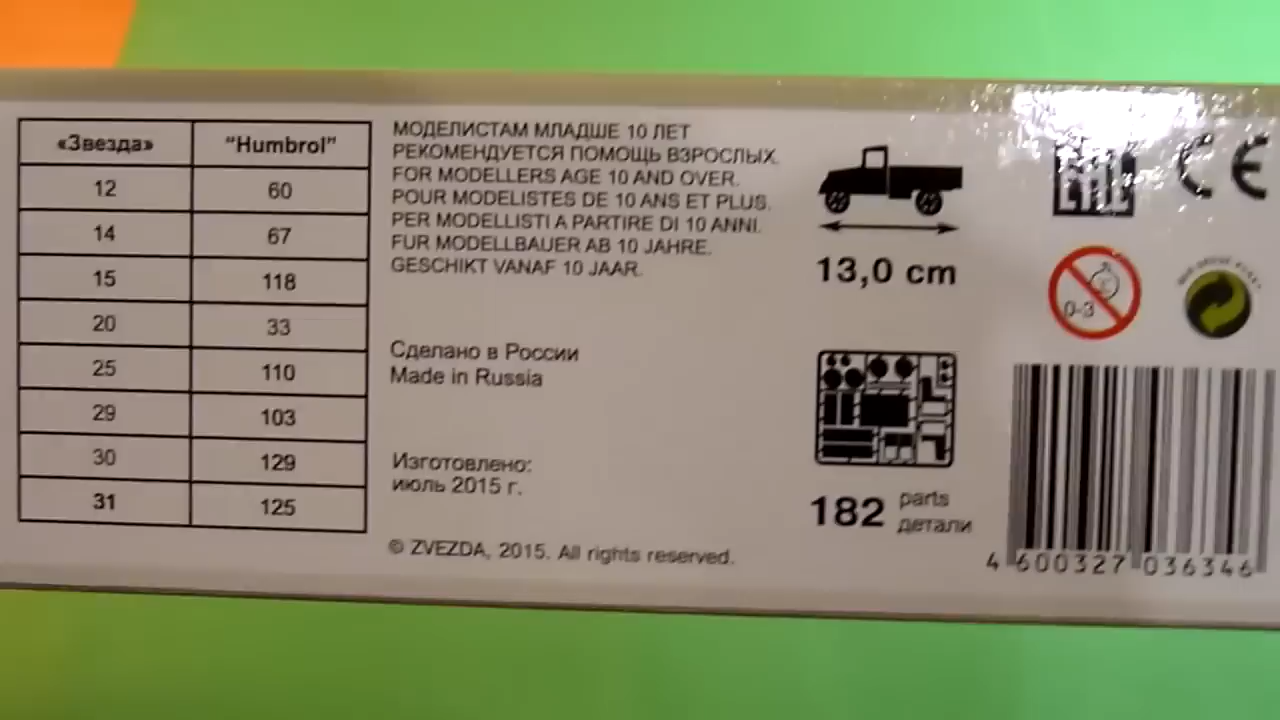 «Звезда» "Humbrol"
12 60
14 67
15 118
20 33
25 110
29 103
30 129
31 125
МОДЕЛИСТАМ МЛАДШЕ 10 ЛЕТ
РЕКОМЕНДУЕТСЯ ПОМОЩЬ ВЗРОСЛЫХ.
FOR MODELLERS AGE 10 AND OVER.
POUR MODELISTES DE 10 ANS ET PLUS.
PER MODELLISTI A PARTIRE DI 10 ANNI.
FUR MODELLBAUER AB 10 JAHRE.
GESCHIKT VANAF 10 JAAR.
Сделано в России
Made in Russia
Изготовлено:
июль 2015 г.
© ZVEZDA, 2015. All rights reserved.
13,0 cm
182 parts
детали
EAC CE
0-3
4 600327 036346